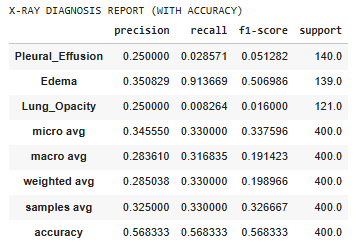 X-RAY DIAGNOSIS REPORT (WITH ACCURACY)
precision recall f1-score support
Pleural_Effusion 0.250000 0.028571 0.051282 140.0
Edema 0.350829 0.913669 0.506986 139.0
Lung_Opacity 0.250000 0.008264 0.016000 121.0
micro avg 0.345550 0.330000 0.337596 400.0
macro avg 0.283610 0.316835 0.191423 400.0
weighted avg 0.285038 0.330000 0.198966 400.0
samples avg 0.325000 0.330000 0.326667 400.0
accuracy 0.568333 0.568333 0.568333 400.0